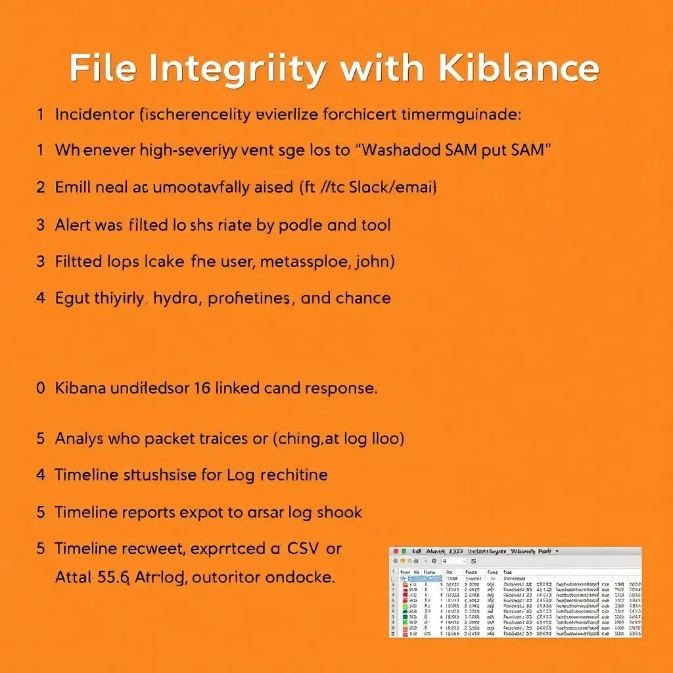 File Integriity with Kiblance
1 Incidentor fischerencelity evierlize forchicert timermguinade:
1 Wh enever high-severiyy vent sge los to “Washadod SAM put SAM”
2 Emill neal as umootavfally aised (ft //tc Slack/emai)
3 Alert was filted lo shs riate by podle and tool
3 Filtted lops lcake fne user, metassploe, john)
4 Egut thiyirly. hydra, profietines, and chance
0 Kibana undifledsor 16 linked cand response.
5 Analys who packet traices or (ching,at log lloo)
4 Timeline sttushsise for Log rechitine
5 Timeline reports expot to arsar log shook
5 Timeline recweet, exprrtced a CSV or
Attal 55.6, Atrlog, outoritor ondocke.